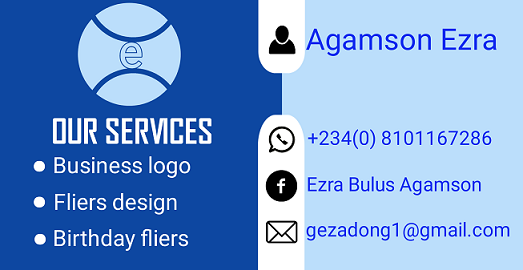 e
OUR SERVICES
Business logo
Fliers design
Birthday fliers
Agamson Ezra
+234(0) 8101167286
Ezra Bulus Agamson
gezadong1@gmail.com